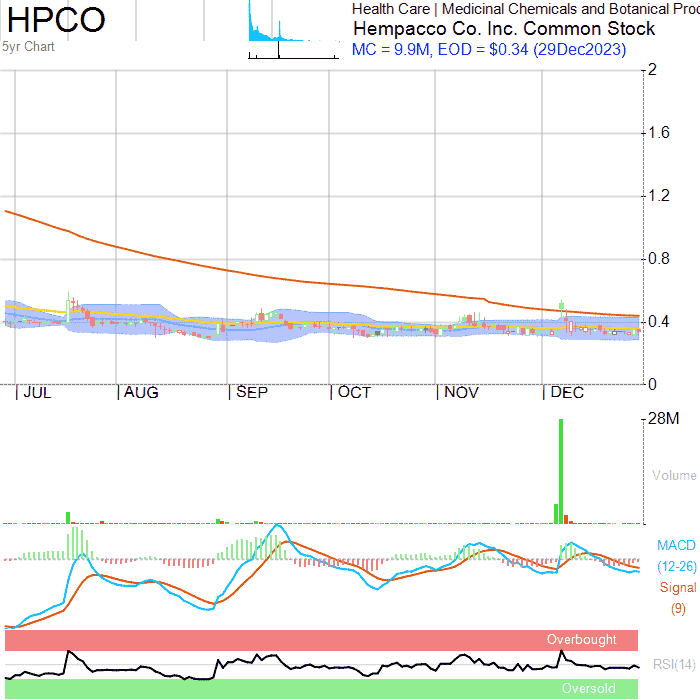 HPCO
5yr Chart
Health Care | Medicinal Chemicals and Botanical Proc
Hempacco Co. Inc. Common Stock
MC = 9.9M, EOD = $0.34 (29Dec2023)
2
1.6
1.2
0.8
0.4
0
JUL AUG SEP OCT NOV DEC
28M
Volume
MACD
(12-26)
Signal
(9)
Overbought
RSI(14)
Oversold